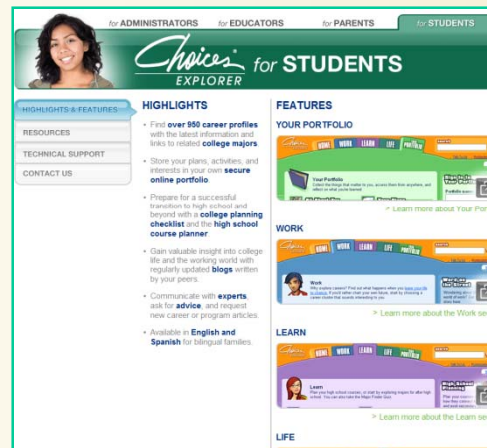 for ADMINISTRATORS for EDUCATORS for PARENTS for STUDENTS
Choices EXPLORER for STUDENTS
HIGHLIGHTS & FEATURES
RESOURCES
TECHNICAL SUPPORT
CONTACT US
HIGHLIGHTS
• Find over 950 career profiles
with the latest information and
links to related college majors.
• Store your plans, activities, and
interests in your own secure
online portfolio.
• Prepare for a successful
transition to high school and
beyond with a college planning
checklist and the high school
course planner.
• Gain valuable insight into college
life and the working world with
regularly updated blogs written
by your peers.
• Communicate with experts,
ask for advice, and request
new career or program articles.
• Available in English and
Spanish for bilingual families.
FEATURES
YOUR PORTFOLIO
Choices HOME WORK LEARN LIFE PORTFOLIO
Your Portfolio
> Learn more about Your Por
WORK
Choices HOME WORK LEARN LIFE PORTFOLIO
Work
> Learn more about the Work se
LEARN
Choices HOME WORK LEARN LIFE PORTFOLIO
Learn
High School
Planning
> Learn more about the Learn se
LIFE